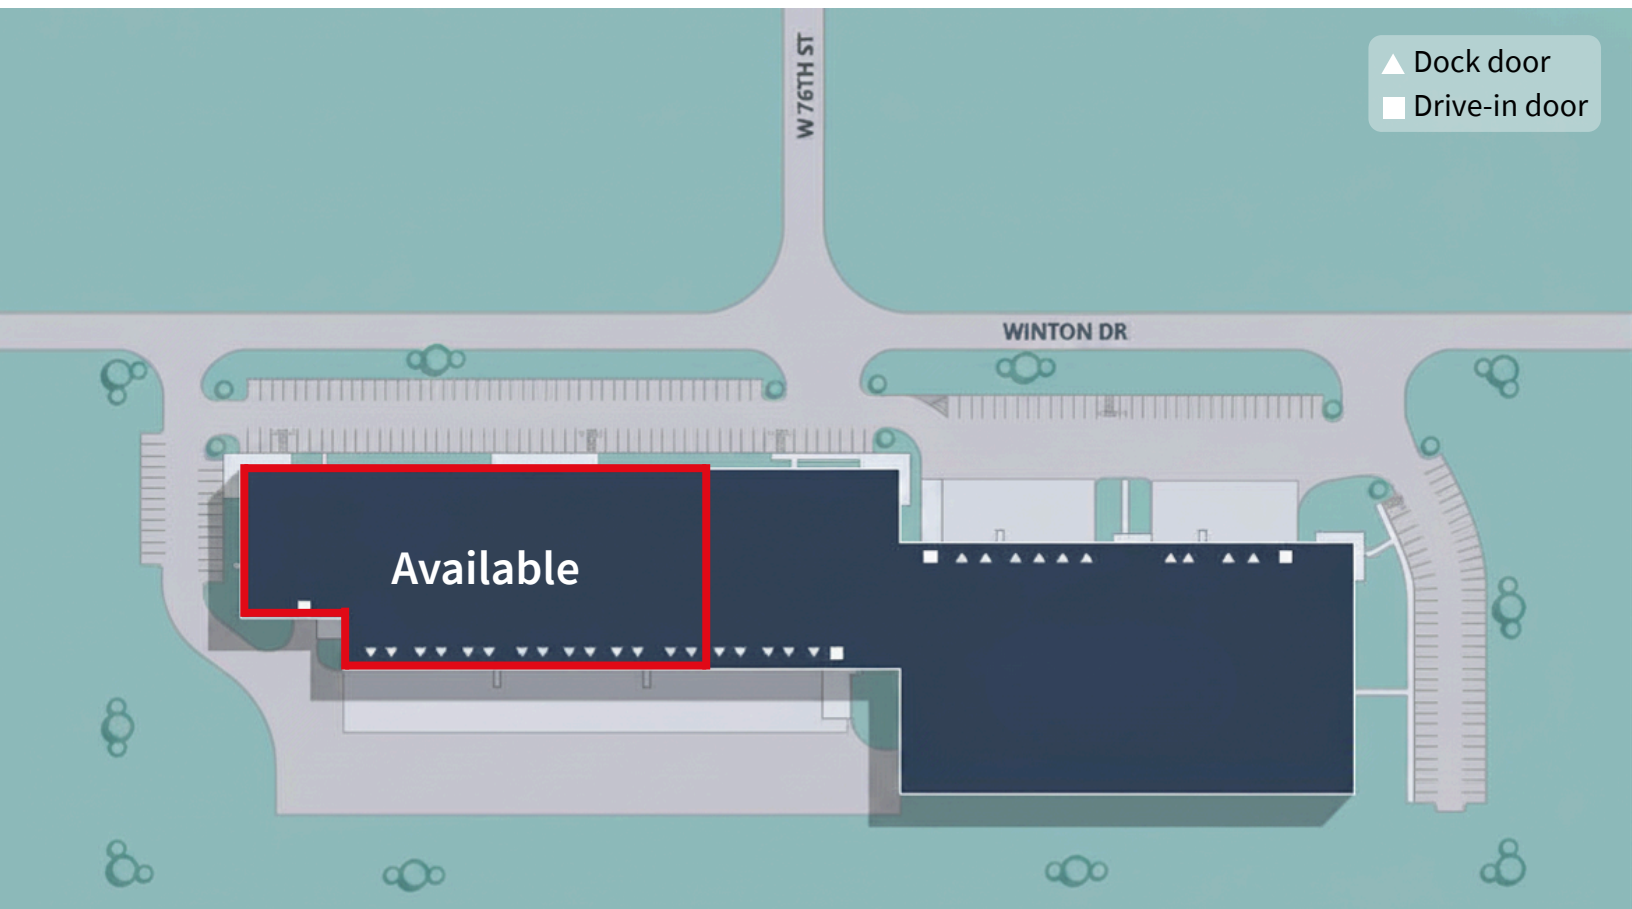 W 76TH ST
Dock door
Drive-in door
WINTON DR
Available